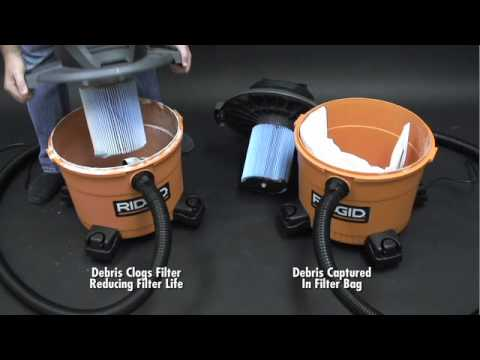 RIDGID
RIDGID
Debris Clogs Filter
Reducing Filter Life
Debris Captured
In Filter Bag